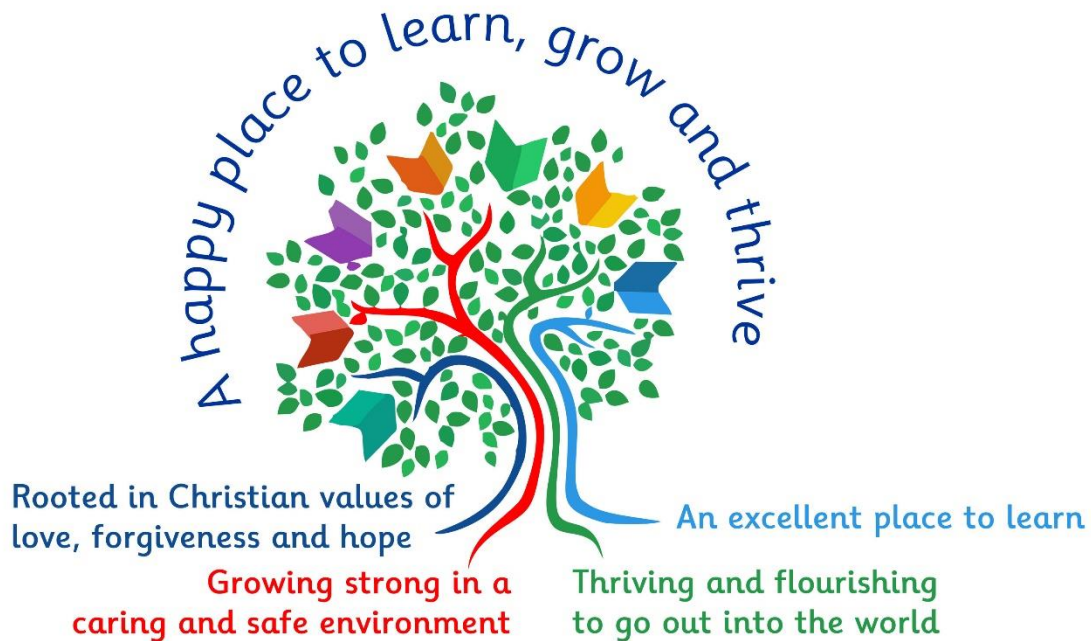 A happy place to learn, grow and thrive
Rooted in Christian values of
love, forgiveness and hope
An excellent place to learn
Growing strong in a
caring and safe environment
Thriving and flourishing
to go out into the world